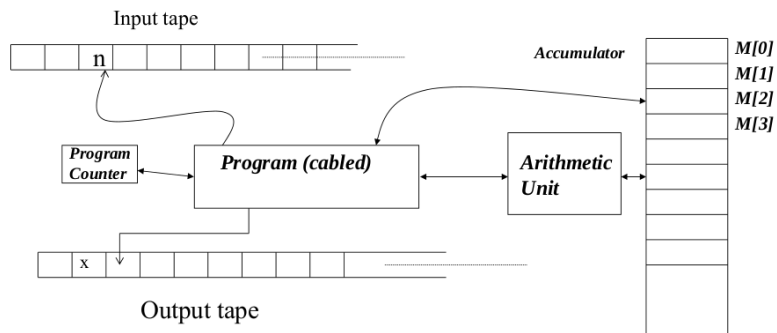 Input tape
n
Accumulator
M[0]
M[1]
M[2]
M[3]
Program
Counter
Program (cabled)
Arithmetic
Unit
x
Output tape